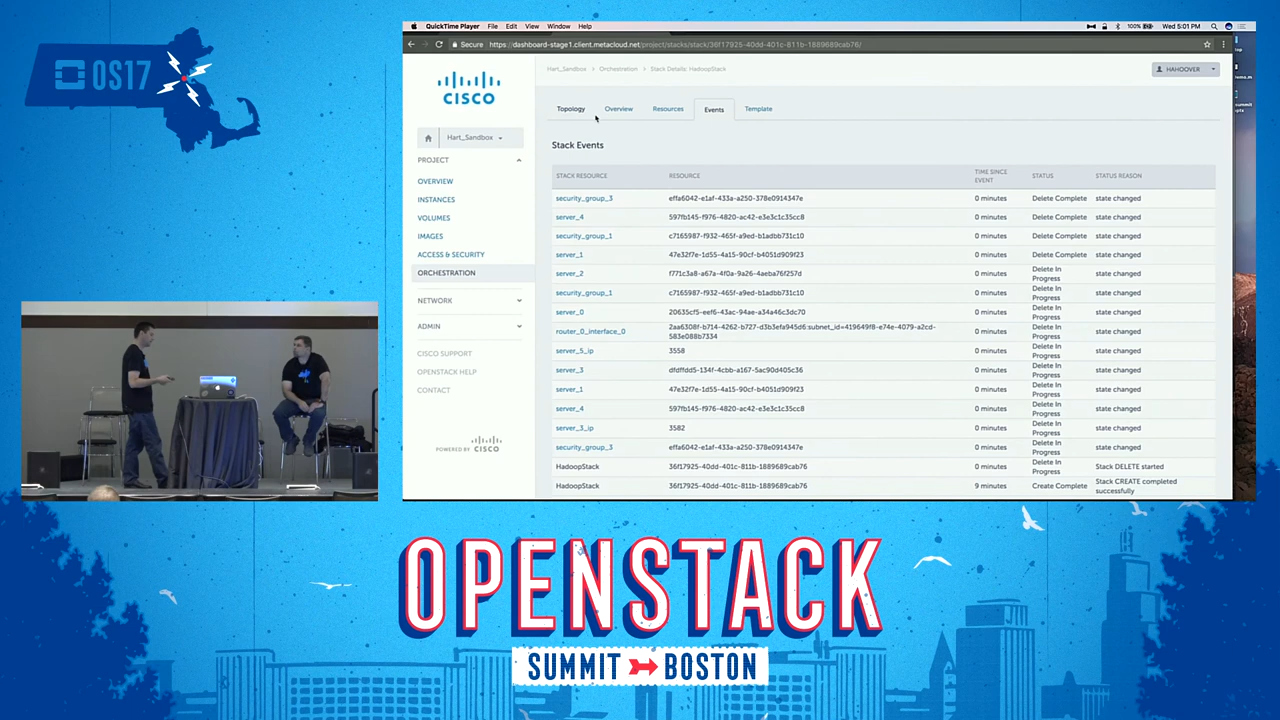 OS17
QuickTime Player File Edit View Window Help
100% Wed 5:01 PM
Secure https://dashboard-stage1.client.metacloud.net/project/stacks/stack/36f17925-40dd-401c-811b-1889689cab76/
CISCO
Hart_Sandbox Orchestration Stack Details: HadoopStack
HAHOOVER
Hart_Sandbox
Topology Overview Resources Events Template
PROJECT
OVERVIEW
INSTANCES
VOLUMES
IMAGES
ACCESS & SECURITY
ORCHESTRATION
NETWORK
ADMIN
CISCO SUPPORT
OPENSTACK HELP
CONTACT
POWERED BY CISCO
Stack Events
STACK RESOURCE RESOURCE TIME SINCE EVENT STATUS STATUS REASON
security_group_3 effa6042-e1af-433a-a250-378e0914347e 0 minutes Delete Complete state changed
server_4 597fb145-f976-4820-ac42-e3e3c1c35cc8 0 minutes Delete Complete state changed
security_group_1 c7165987-f932-465f-a9ed-b1adbb731c10 0 minutes Delete Complete state changed
server_1 47e32f7e-1d55-4a15-90cf-b4051d909f23 0 minutes Delete Complete state changed
server_2 f771c3a8-a67a-4f0a-9a26-4aeba76f257d 0 minutes Delete In Progress state changed
security_group_1 c7165987-f932-465f-a9ed-b1adbb731c10 0 minutes Delete In Progress state changed
server_0 20635cf5-eef6-43ac-94ae-a34a46c3dc70 0 minutes Delete In Progress state changed
router_0_interface_0 2aa6308f-b714-4262-b727-d3b3efa945d6:subnet_id=419649f8-e74e-4079-a2cd-583e088b7334 0 minutes Delete In Progress state changed
server_5_ip 3558 0 minutes Delete In Progress state changed
server_3 dfdffdd5-134f-4cbb-a167-5ac90d405c36 0 minutes Delete In Progress state changed
server_1 47e32f7e-1d55-4a15-90cf-b4051d909f23 0 minutes Delete In Progress state changed
server_4 597fb145-f976-4820-ac42-e3e3c1c35cc8 0 minutes Delete In Progress state changed
server_3_ip 3582 0 minutes Delete In Progress state changed
security_group_3 effa6042-e1af-433a-a250-378e0914347e 0 minutes Delete In Progress state changed
HadoopStack 36f17925-40dd-401c-811b-1889689cab76 0 minutes Delete In Progress Stack DELETE started
HadoopStack 36f17925-40dd-401c-811b-1889689cab76 9 minutes Create Complete Stack CREATE completed successfully
OPENSTACK
SUMMIT BOSTON